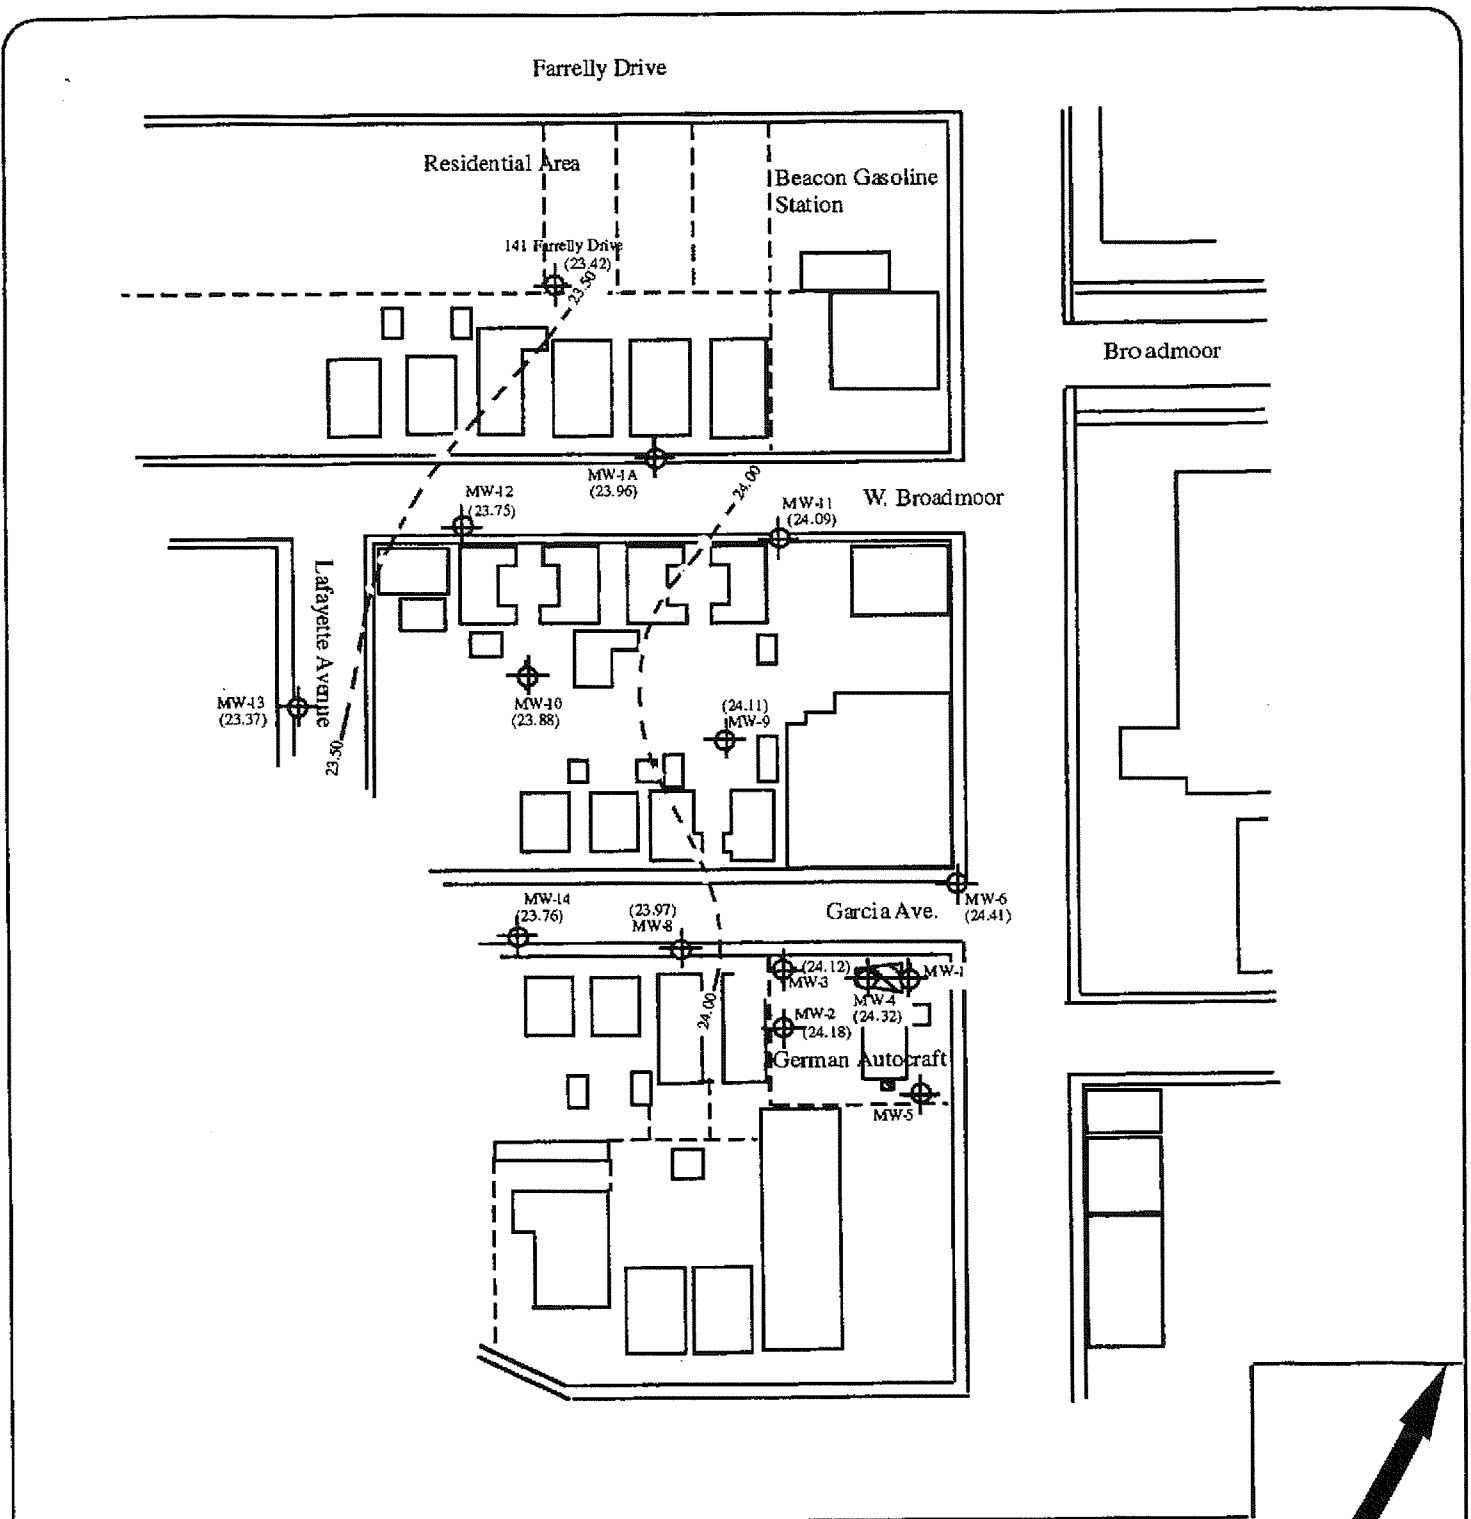 Farrelly Drive
Residential Area
Beacon Gasoline
Station
141 Farrelly Drive
(23.42)
23.50
Broadmoor
MW-1A
(23.96)
24.00
W. Broadmoor
MW-12
(23.75)
MW-11
(24.09)
Lafayette Avenue
MW-13
(23.37)
23.50
MW-10
(23.88)
(24.11)
MW-9
MW-14
(23.76)
(23.97)
MW-8
Garcia Ave.
MW-6
(24.41)
(24.12)
MW-3
MW-1
MW-4
(24.32)
MW-2
(24.18)
24.00
German Autocraft
MW-5